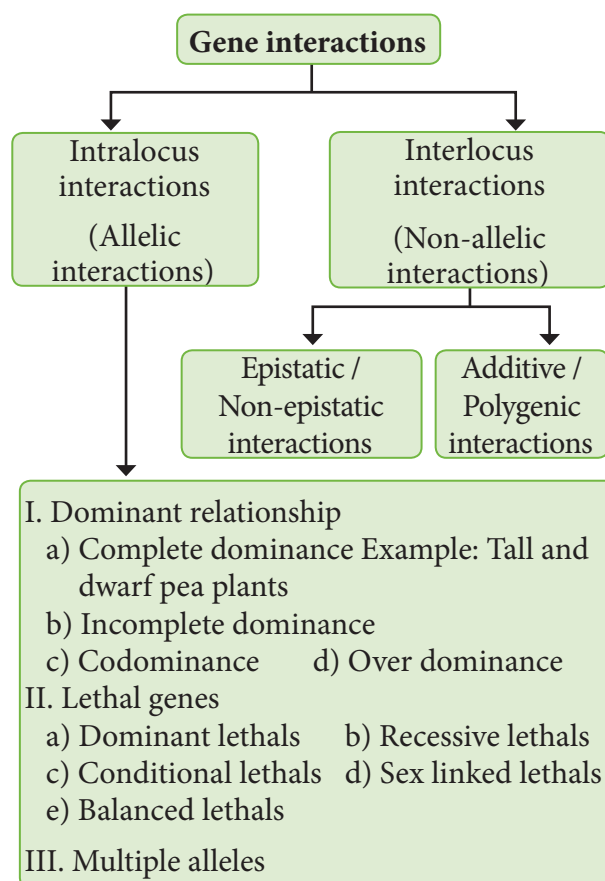 Gene interactions
Intralocus
interactions
(Allelic
interactions)
Interlocus
interactions
(Non-allelic
interactions)
Epistatic /
Non-epistatic
interactions
Additive /
Polygenic
interactions
I. Dominant relationship
a) Complete dominance Example: Tall and
dwarf pea plants
b) Incomplete dominance
c) Codominance d) Over dominance
II. Lethal genes
a) Dominant lethals b) Recessive lethals
c) Conditional lethals d) Sex linked lethals
e) Balanced lethals
III. Multiple alleles